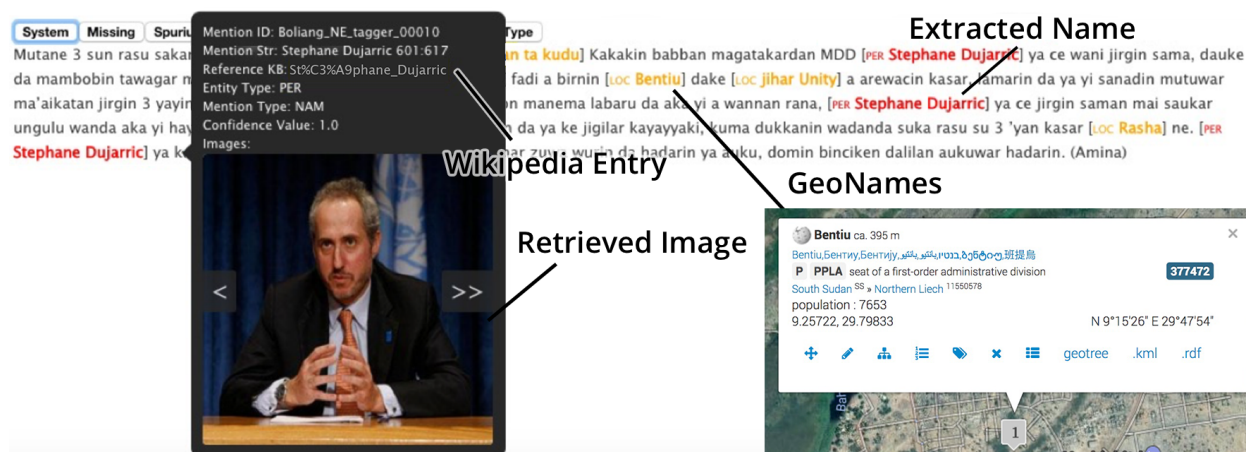 System Missing Spuriu Type
Extracted Name
Mutane 3 sun rasu sakar an ta kudu] Kakakin babban magatakardan MDD [PER Stephane Dujarric] ya ce wani jirgin sama, dauke
da mambobin tawagar m fadi a birnin [LOC Bentiu] dake [LOC jihar Unity] a arewacin kasar, lamarin da ya yi sanadin mutuwar
ma'aikatan jirgin 3 yayin on manema labaru da aka yi a wannan rana, [PER Stephane Dujarric] ya ce jirgin saman mai saukar
ungulu wanda aka yi hay n da ya ke jigilar kayayyaki, kuma dukkanin wadanda suka rasu su 3 'yan kasar [LOC Rasha] ne. [PER
Stephane Dujarric] ya k har zuwa wurin da hadarin ya auku, domin binciken dalilan aukuwar hadarin. (Amina)
Mention ID: Boliang_NE_tagger_00010
Mention Str: Stephane Dujarric 601:617
Reference KB: St%C3%A9phane_Dujarric
Entity Type: PER
Mention Type: NAM
Confidence Value: 1.0
Images:
< >>
Wikipedia Entry
Retrieved Image
GeoNames
Bentiu ca. 395 m ×
P PPLA seat of a first-order administrative division 377472
South Sudan SS » Northern Liech 11550578
population : 7653
9.25722, 29.79833 N 9°15'26" E 29°47'54"
geotree .kml .rdf
Bah
1